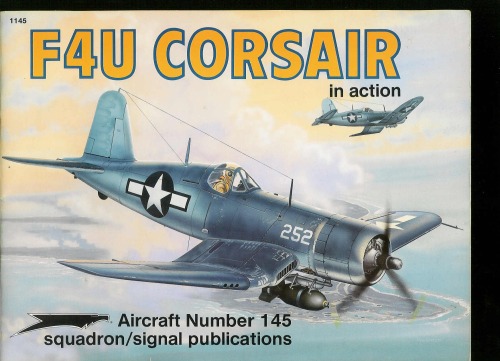 1145
F4U CORSAIR
in action
252
Aircraft Number 145
squadron/signal publications